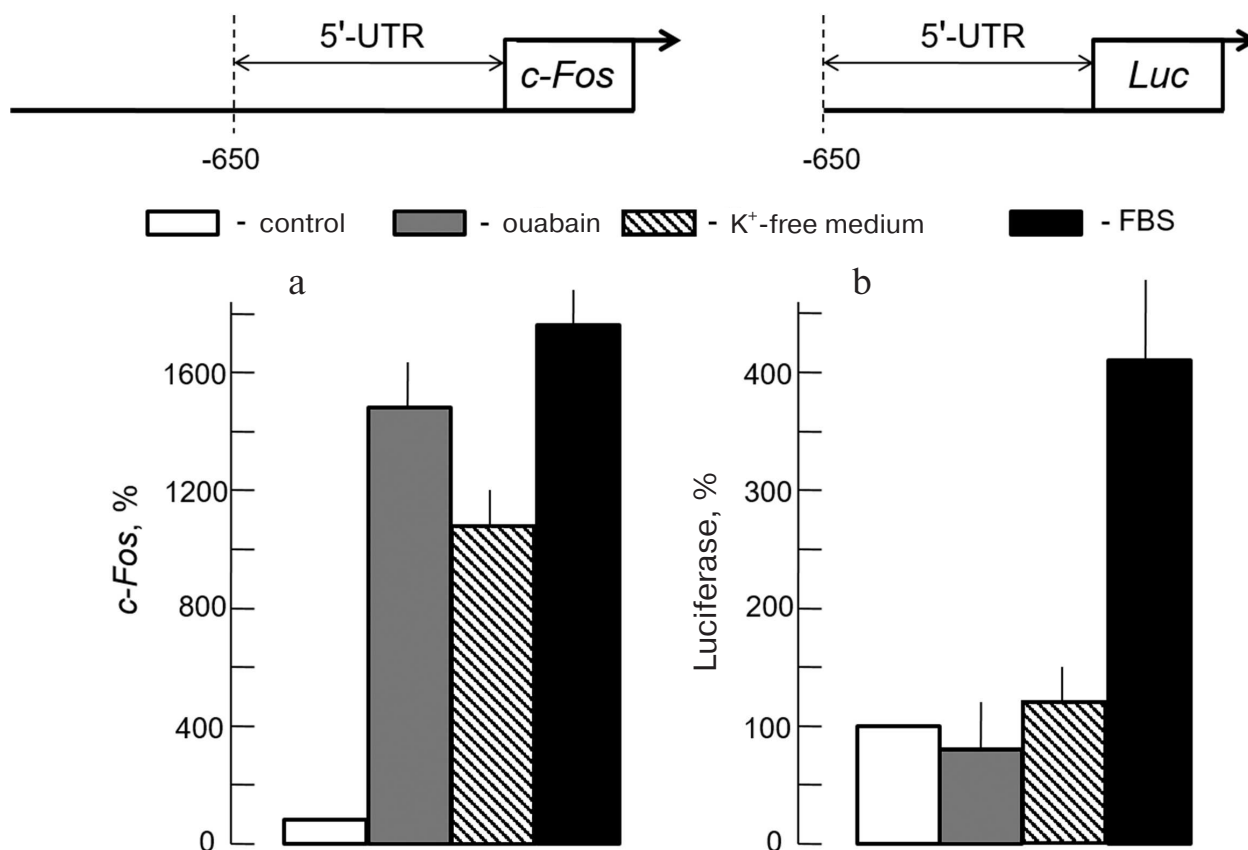 5'-UTR 5'-UTR
c-Fos Luc
-650 -650
- control - ouabain - K⁺-free medium - FBS
a b
c-Fos, %
1600
1200
800
400
0
Luciferase, %
400
300
200
100
0